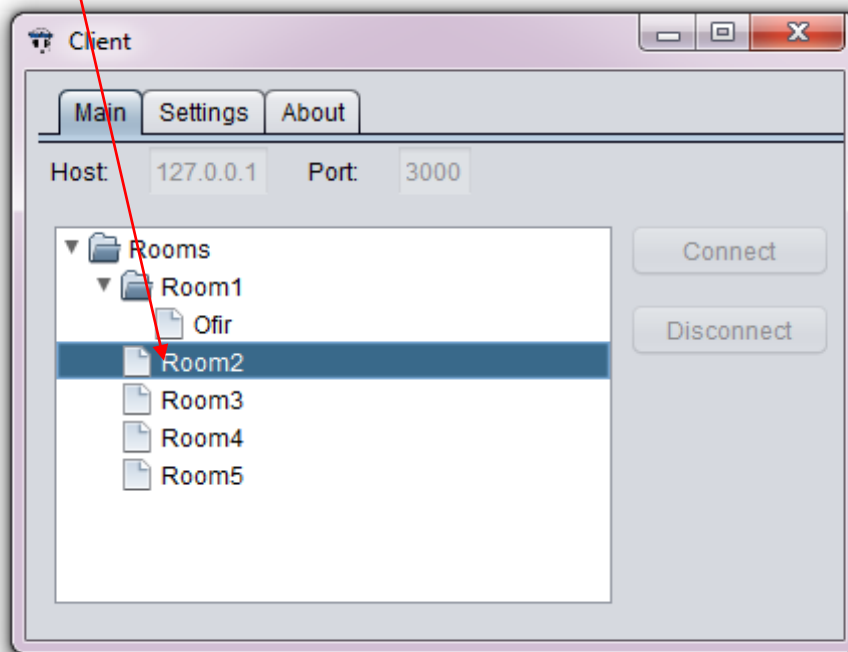 Client
Main Settings About
Host: 127.0.0.1 Port: 3000
Rooms
Connect
Room1
Ofir
Disconnect
Room2
Room3
Room4
Room5